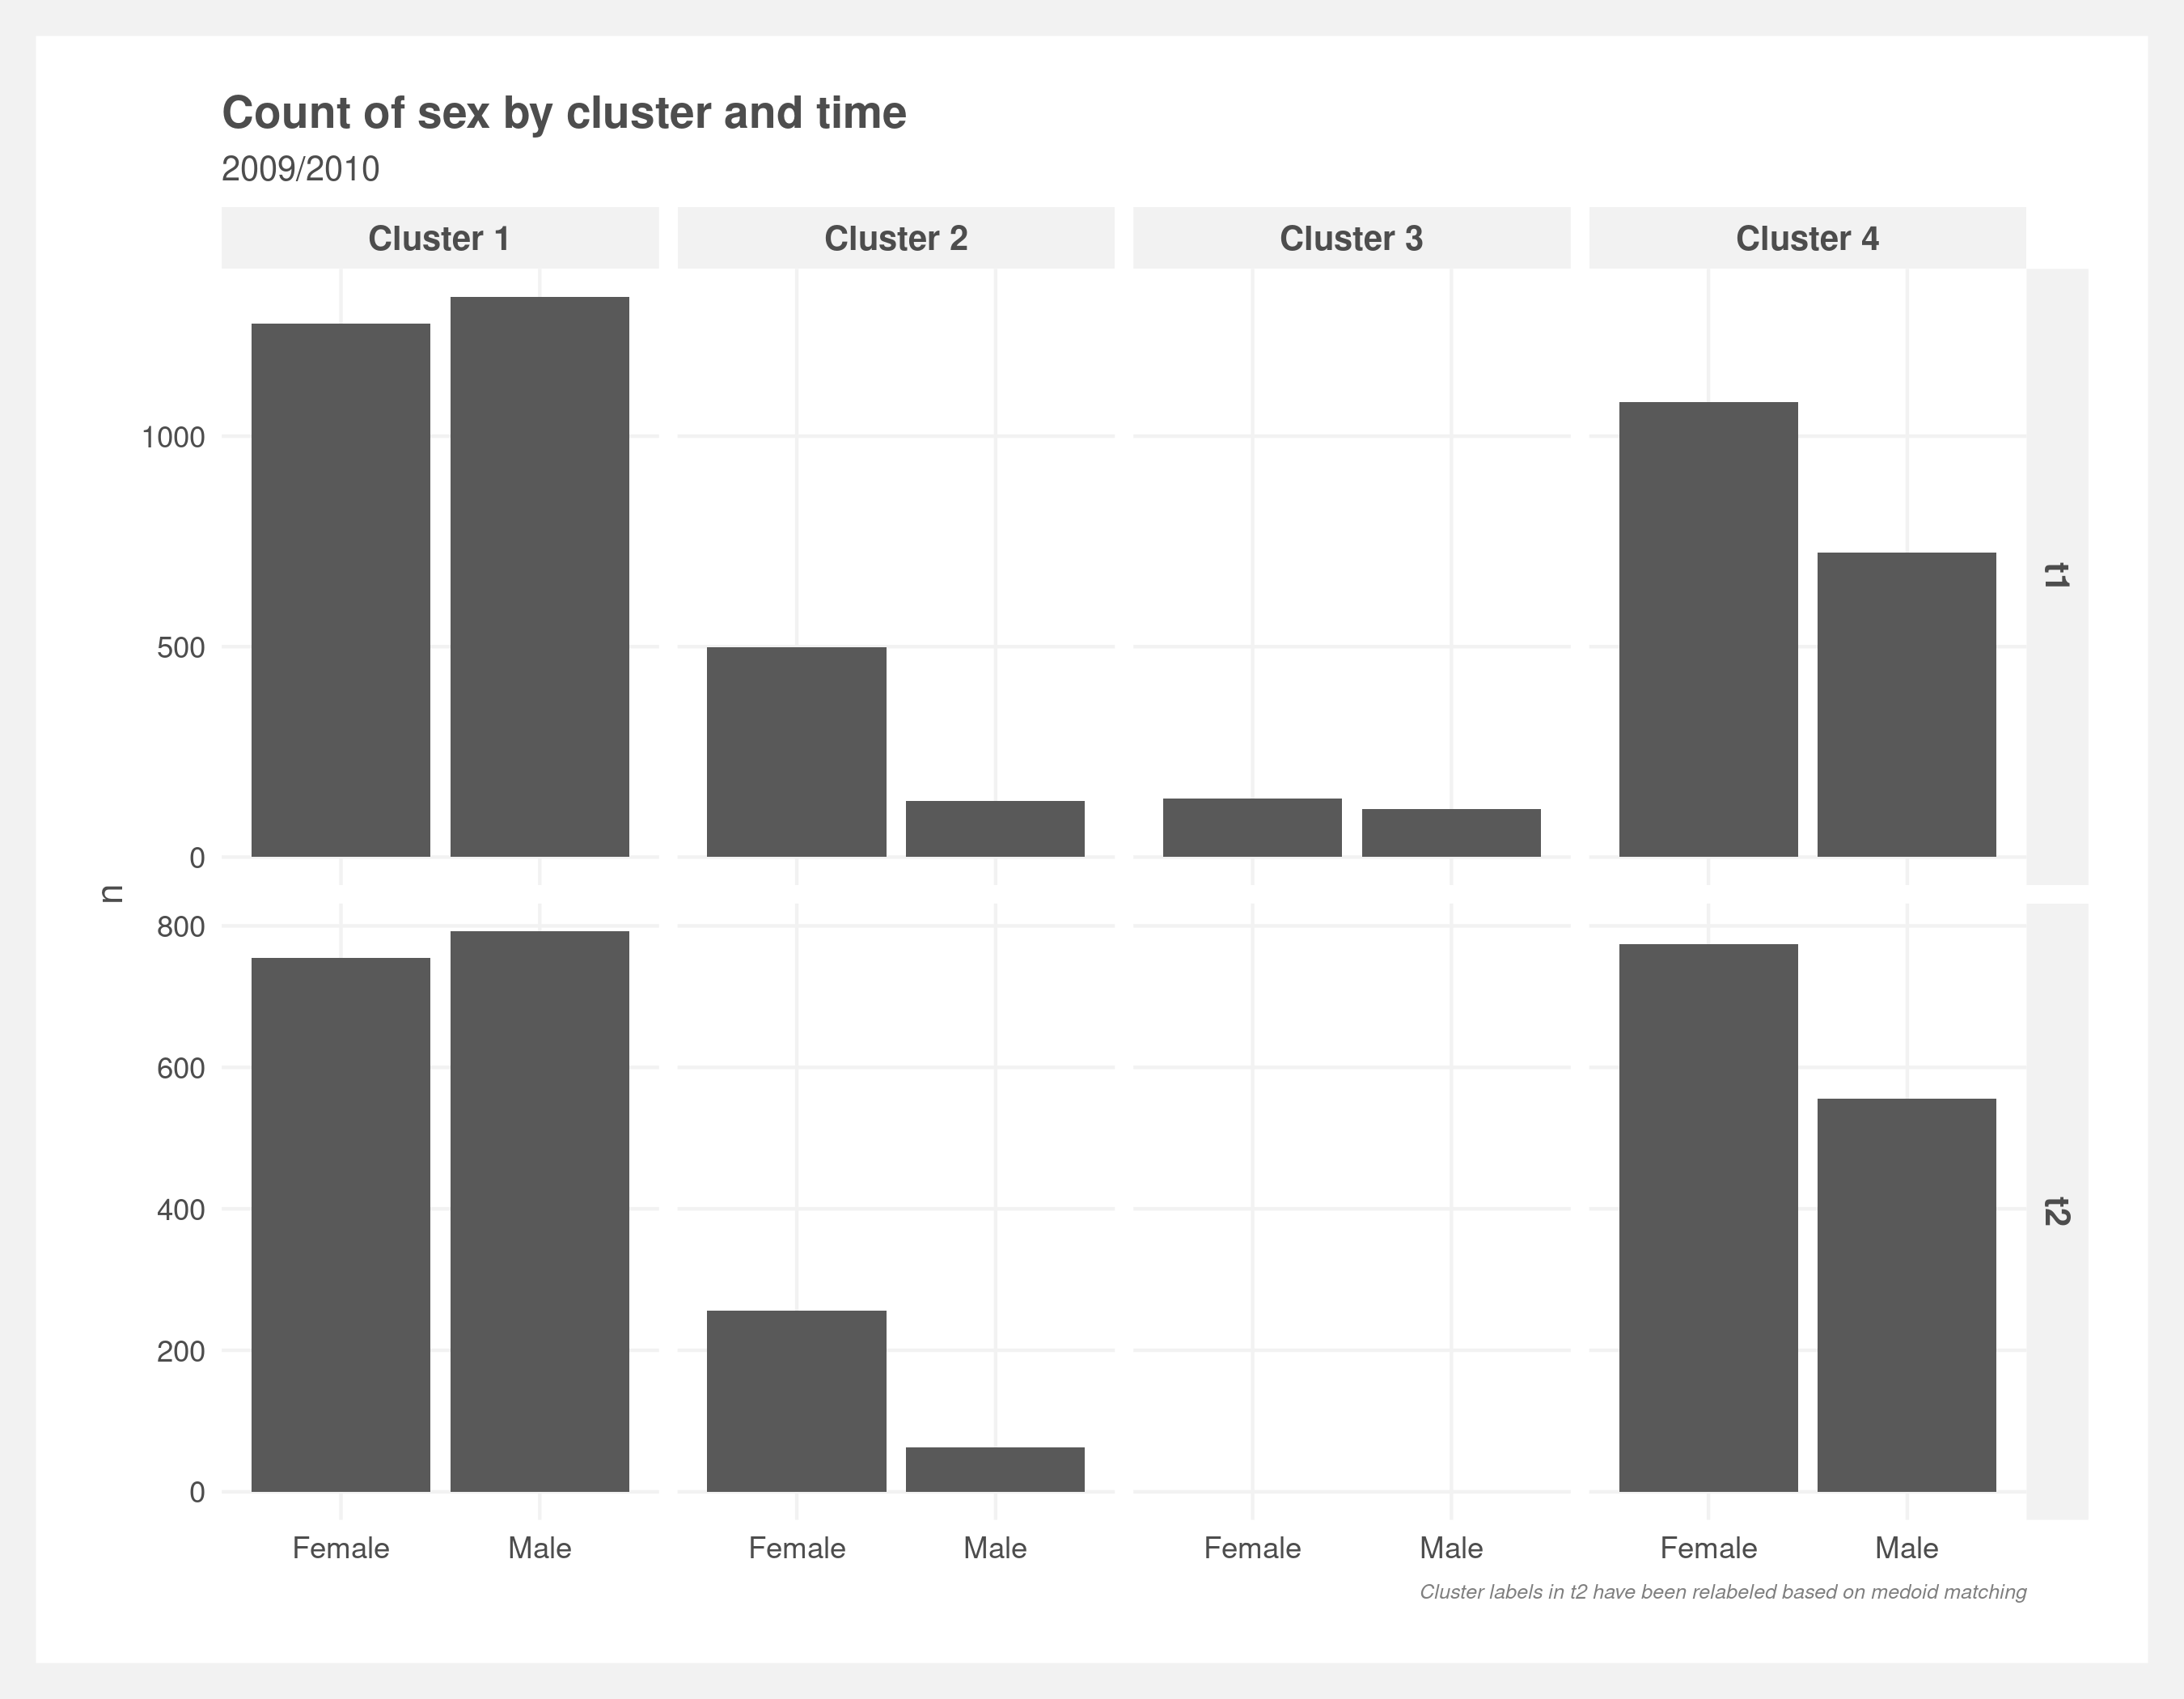 Count of sex by cluster and time
2009/2010
Cluster 1
Cluster 2
Cluster 3
Cluster 4
1000
500
0
t1
n
800
600
400
200
0
t2
Female
Male
Female
Male
Female
Male
Female
Male
Cluster labels in t2 have been relabeled based on medoid matching